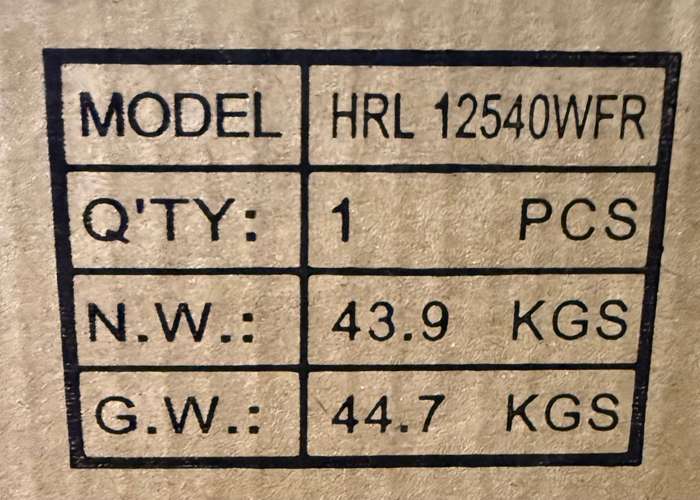 MODEL HRL 12540WFR
Q'TY: 1 PCS
N.W.: 43.9 KGS
G.W.: 44.7 KGS